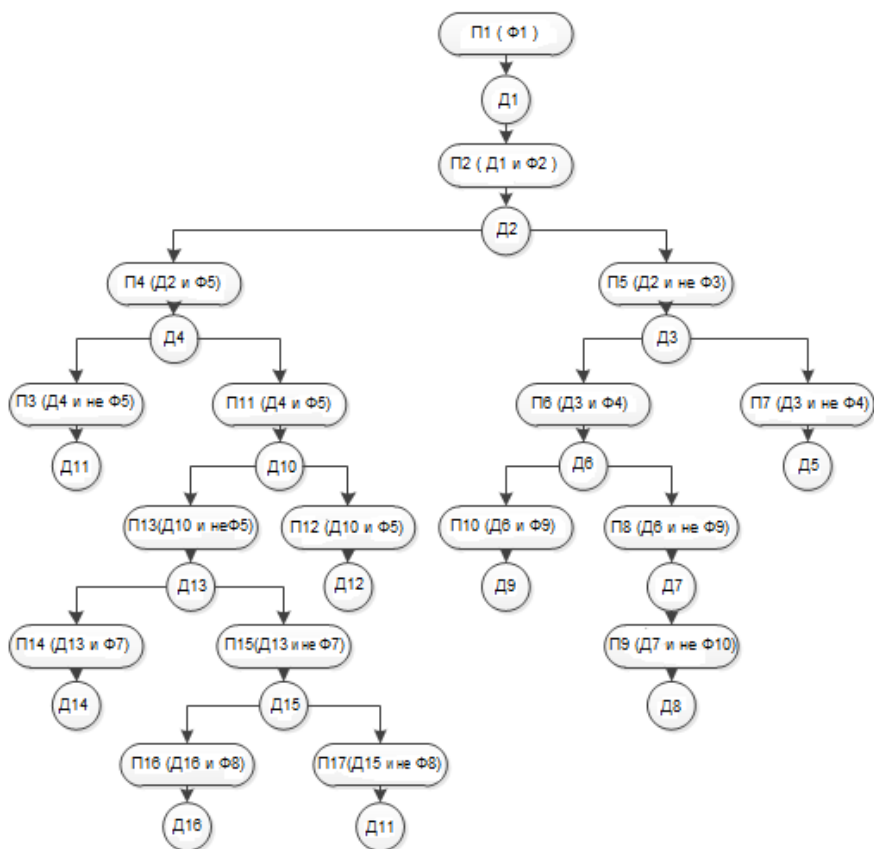 П1 ( Ф1 )
Д1
П2 ( Д1 и Ф2 )
Д2
П4 (Д2 и Ф5)
П5 (Д2 и не Ф3)
Д4
Д3
П3 (Д4 и не Ф5)
П11 (Д4 и Ф5)
П6 (Д3 и Ф4)
П7 (Д3 и не Ф4)
Д11
Д10
Д6
Д5
П13(Д10 и неФ5)
П12 (Д10 и Ф5)
П10 (Д6 и Ф9)
П8 (Д6 и не Ф9)
Д13
Д12
Д9
Д7
П14 (Д13 и Ф7)
П15(Д13 и не Ф7)
П9 (Д7 и не Ф10)
Д14
Д15
Д8
П16 (Д16 и Ф8)
П17(Д15 и не Ф8)
Д16
Д11